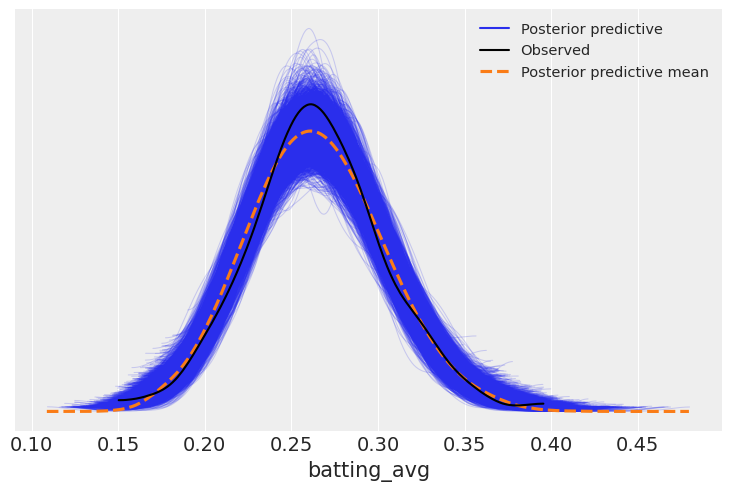 Posterior predictive
Observed
Posterior predictive mean
0.10 0.15 0.20 0.25 0.30 0.35 0.40 0.45
batting_avg